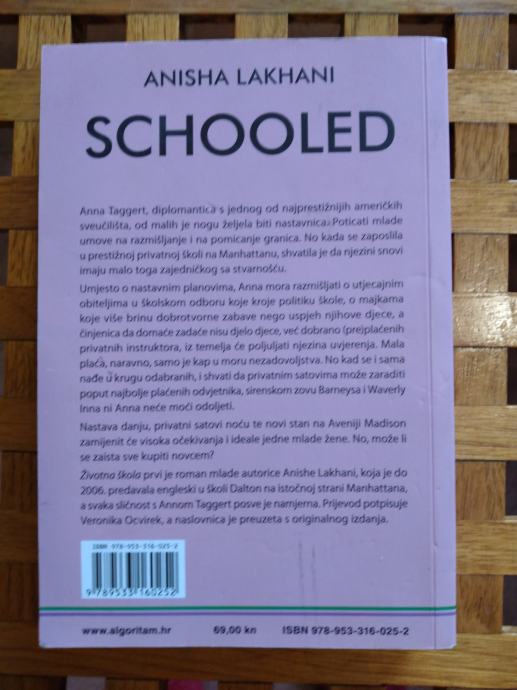 ANISHA LAKHANI
SCHOOLED
Anna Taggert, diplomantica s jednog od najprestižnijih američkih
sveučilišta, od malih je nogu željela biti nastavnica. Poticati mlade
umove na razmišljanje i na pomicanje granica. No kada se zaposlila
u prestižnoj privatnoj školi na Manhattanu, shvatila je da njezini snovi
imaju malo toga zajedničkog sa stvarnošću.
Umjesto o nastavnim planovima, Anna mora razmišljati o utjecajnim
obiteljima u školskom odboru koje kroje politiku škole, o majkama
koje više brinu dobrotvorne zabave nego uspjeh njihove djece, a
činjenica da domaće zadaće nisu djelo djece, već dobrano (pre)plaćenih
privatnih instruktora, iz temelja će poljuljati njezina uvjerenja. Mala
plaća, naravno, samo je kap u moru nezadovoljstva. No kad se i sama
nađe u krugu odabranih, i shvati da privatnim satovima može zaraditi
poput najbolje plaćenih odvjetnika, sirenskom zovu Barneysa i Waverly
Inna ni Anna neće moći odoljeti.
Nastava danju, privatni satovi noću te novi stan na Aveniji Madison
zamijenit će visoka očekivanja i ideale jedne mlade žene. No, može li
se zaista sve kupiti novcem?
Životna škola prvi je roman mlade autorice Anishe Lakhani, koja je do
2006. predavala engleski u školi Dalton na istočnoj strani Manhattana,
a svaka sličnost s Annom Taggert posve je namjerna. Prijevod potpisuje
Veronika Ocvirek, a naslovnica je preuzeta s originalnog izdanja.
ISBN 978-953-316-025-2
9 789533 160252
www.algoritam.hr 69,00 kn ISBN 978-953-316-025-2